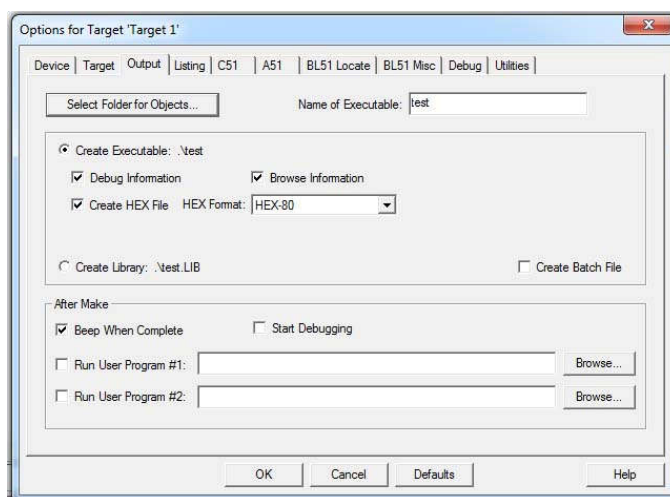 Options for Target 'Target 1'
Device Target Output Listing C51 A51 BL51 Locate BL51 Misc Debug Utilities
Select Folder for Objects... Name of Executable: test
Create Executable: .\test
Debug Information Browse Information
Create HEX File HEX Format: HEX-80
Create Library: .\test.LIB Create Batch File
After Make
Beep When Complete Start Debugging
Run User Program #1: Browse...
Run User Program #2: Browse...
OK Cancel Defaults Help